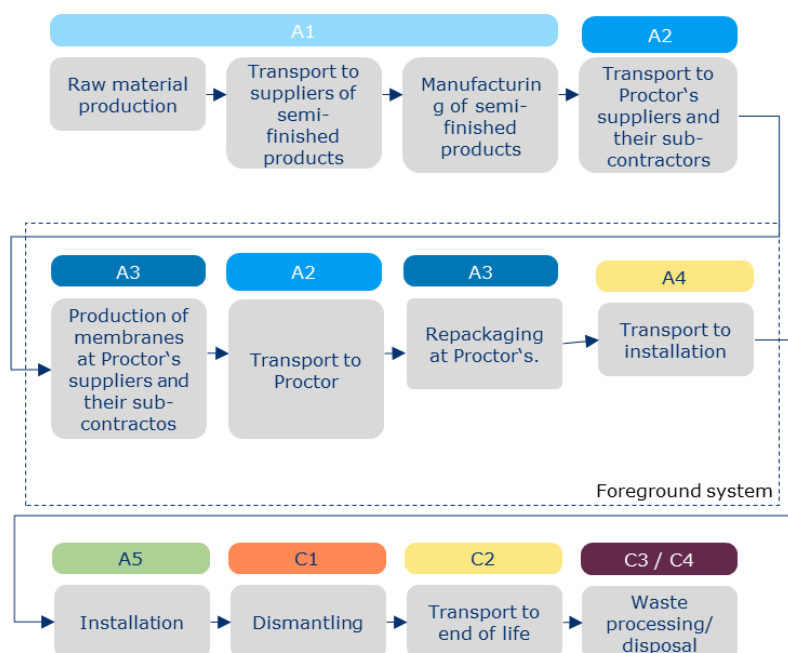 A1
A2
Raw material
production
Transport to
suppliers of
semi-
finished
products
Manufacturin
g of semi-
finished
products
Transport to
Proctor‘s
suppliers and
their sub-
contractors
A3
A2
A3
A4
Production of
membranes
at Proctor‘s
suppliers and
their sub-
contractos
Transport to
Proctor
Repackaging
at Proctor‘s.
Transport to
installation
Foreground system
A5
C1
C2
C3 / C4
Installation
Dismantling
Transport to
end of life
Waste
processing/
disposal